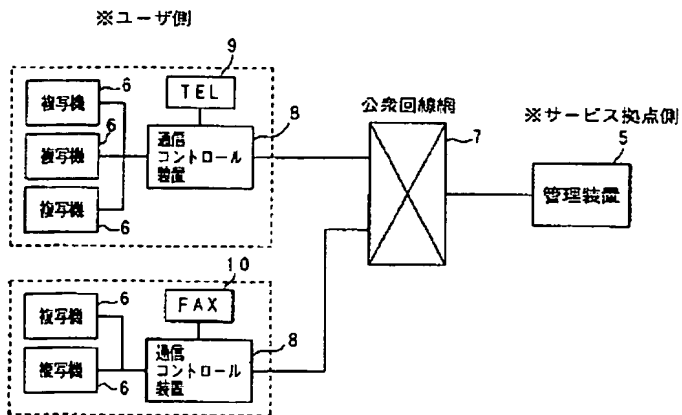 ※ユーザ側
9
6
TEL
複写機
8
公衆回線網
6
※サービス拠点側
複写機
通信
コントロール
装置
7
5
管理装置
複写機
6
10
6
FAX
複写機
8
通信
コントロール
装置
複写機
6